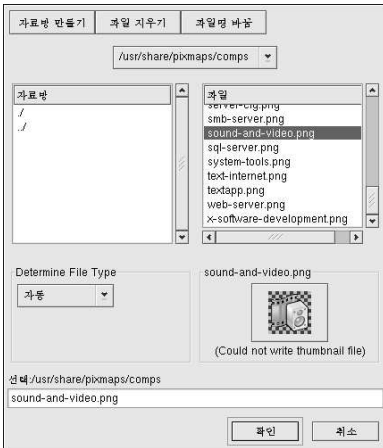 자료방 만들기 파일 지우기 파일명 바꿈
/usr/share/pixmaps/comps
자료방
./
../
파일
server-cfg.png
smb-server.png
sound-and-video.png
sql-server.png
system-tools.png
text-internet.png
textapp.png
web-server.png
x-software-development.png
Determine File Type
자동
sound-and-video.png
(Could not write thumbnail file)
선택:/usr/share/pixmaps/comps
sound-and-video.png
확인 취소